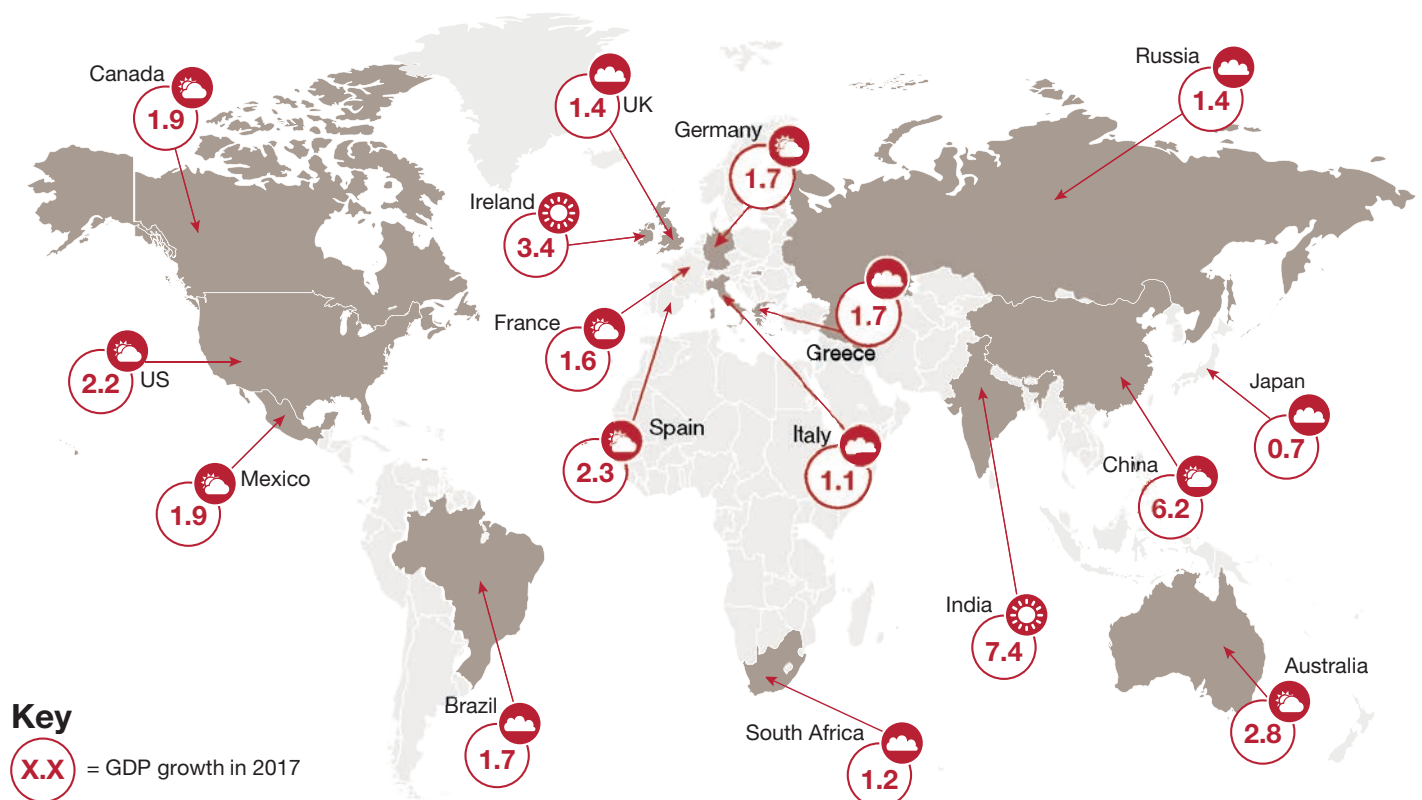 Canada
1.9
1.4
UK
Russia
1.4
Germany
1.7
Ireland
3.4
1.7
Greece
France
1.6
US
2.2
Japan
0.7
Spain
2.3
Italy
1.1
China
6.2
Mexico
1.9
India
7.4
Australia
2.8
Brazil
1.7
South Africa
1.2
Key
X.X = GDP growth in 2017